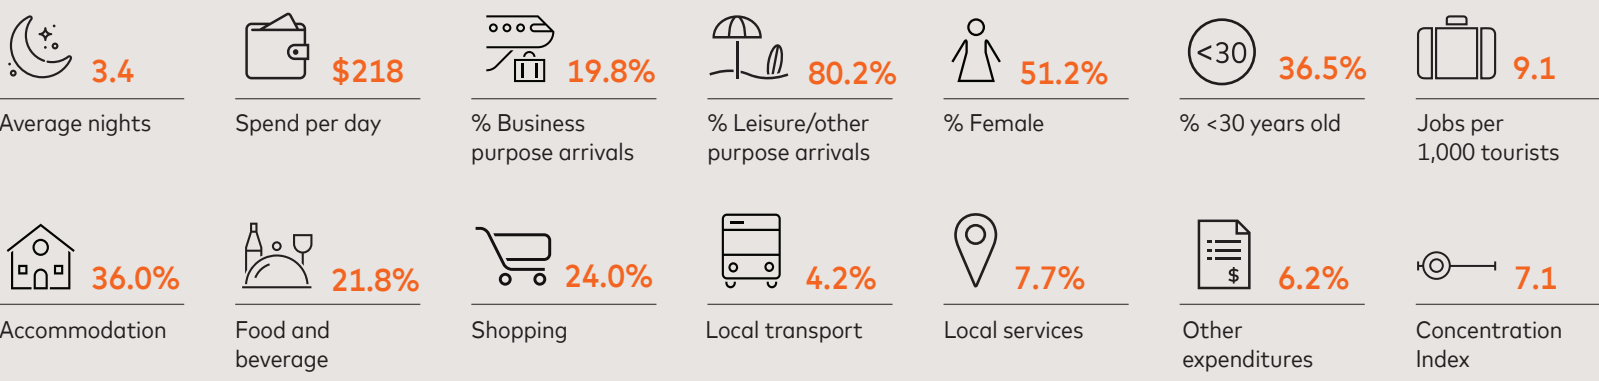 3.4
Average nights
$218
Spend per day
19.8%
% Business
purpose arrivals
80.2%
% Leisure/other
purpose arrivals
51.2%
% Female
<30
36.5%
% <30 years old
9.1
Jobs per
1,000 tourists
36.0%
Accommodation
21.8%
Food and
beverage
24.0%
Shopping
4.2%
Local transport
7.7%
Local services
$
6.2%
Other
expenditures
7.1
Concentration
Index